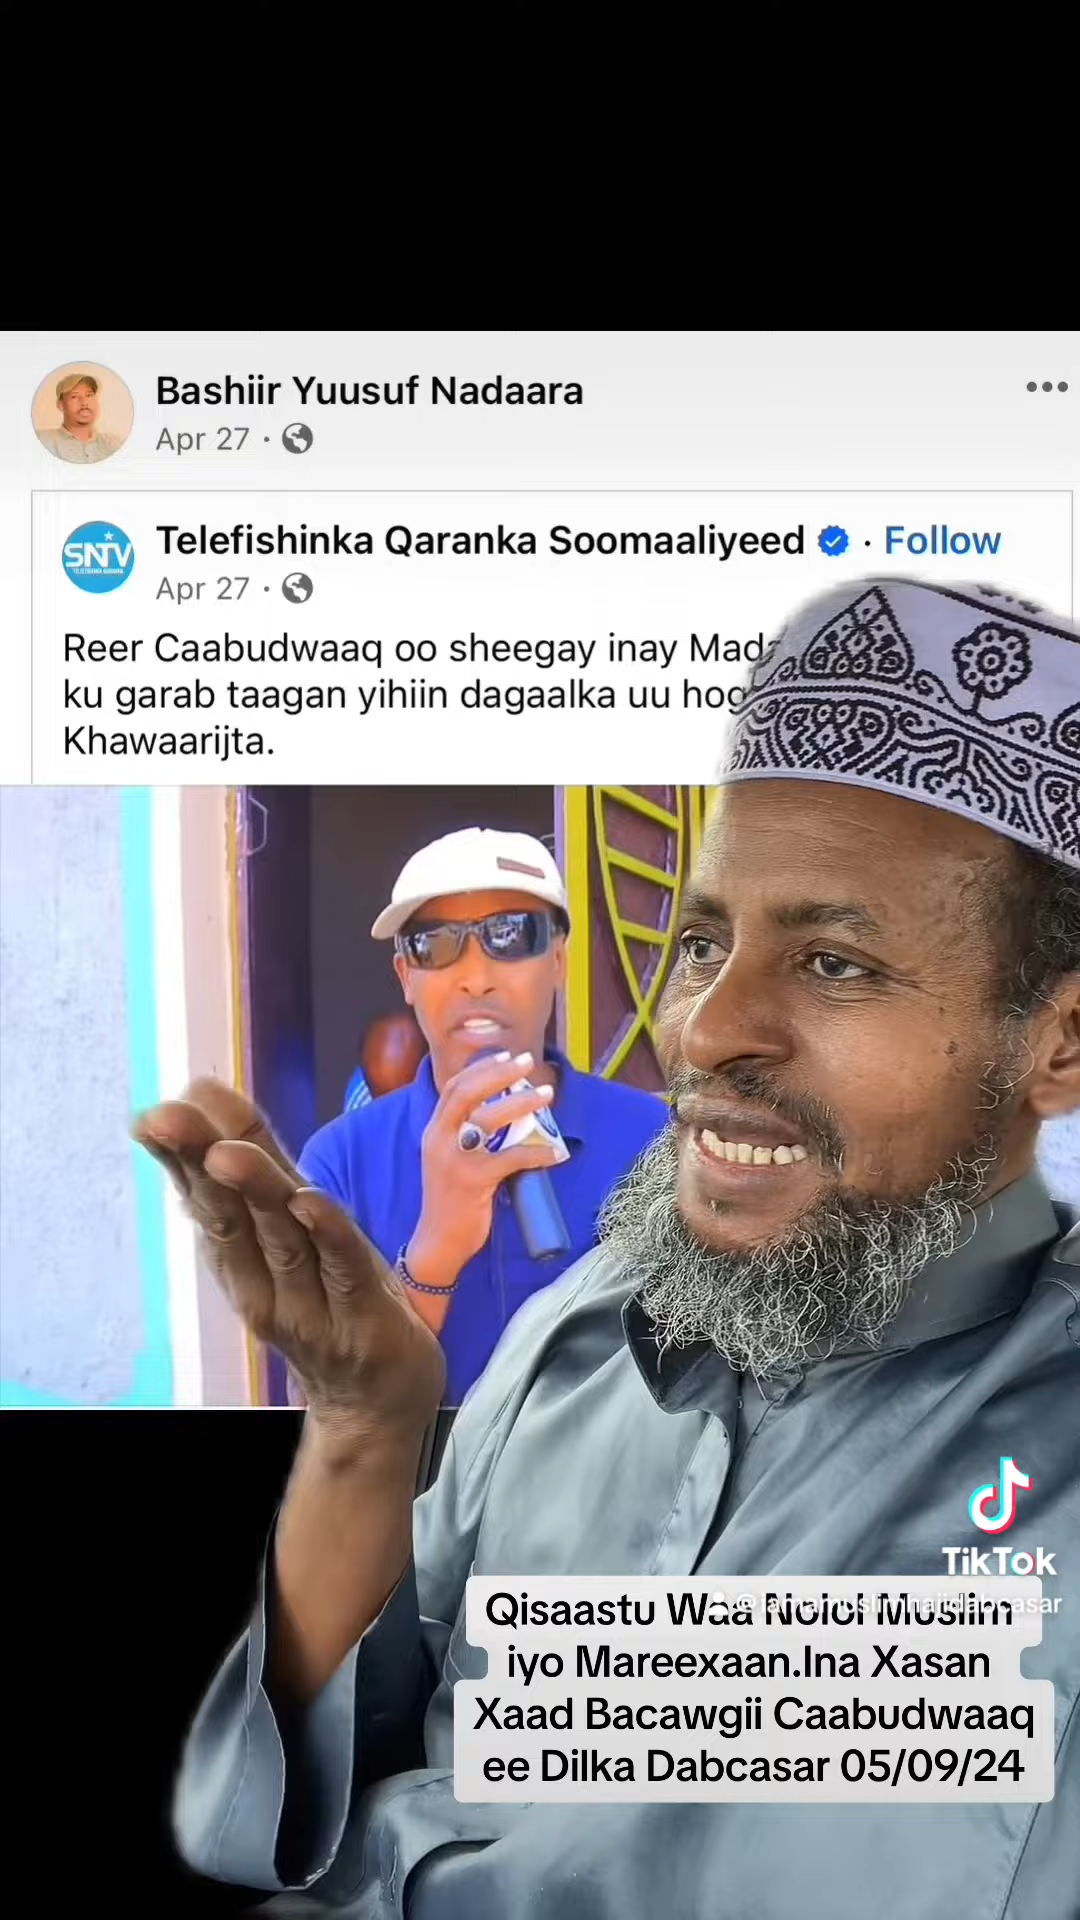 Bashiir Yuusuf Nadaara
Apr 27
SNTV
Telefishinka Qaranka Soomaaliyeed · Follow
Apr 27
Reer Caabudwaaq oo sheegay inay
ku garab taagan yihiin dagaalka uu
Khawaarijta.
TikTok
Qisaastu Waa Nolol Muslim
iyo Mareexaan.Ina Xasan
Xaad Bacawgii Caabudwaaq
ee Dilka Dabcasar 05/09/24